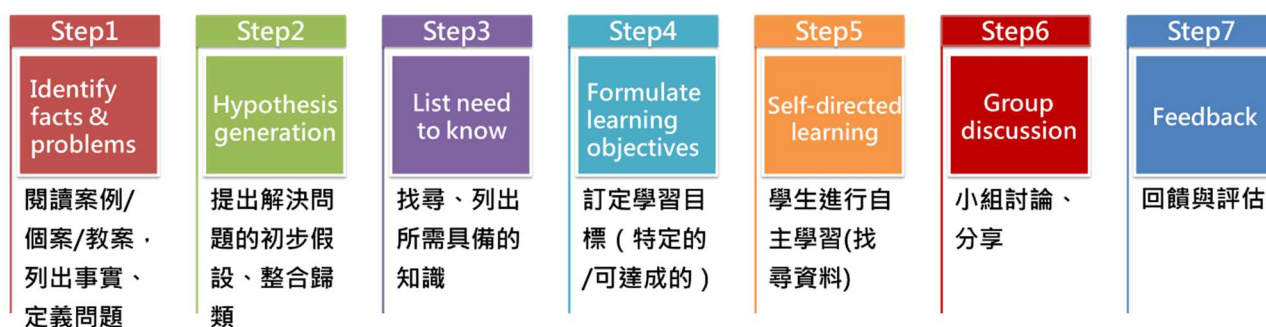 Step1
Identify
facts &
problems
閱讀案例/
個案/教案，
列出事實、
定義問題
Step2
Hypothesis
generation
提出解決問
題的初步假
設、整合歸
類
Step3
List need
to know
找尋、列出
所需具備的
知識
Step4
Formulate
learning
objectives
訂定學習目
標（特定的
/可達成的）
Step5
Self-directed
learning
學生進行自
主學習(找
尋資料)
Step6
Group
discussion
小組討論、
分享
Step7
Feedback
回饋與評估